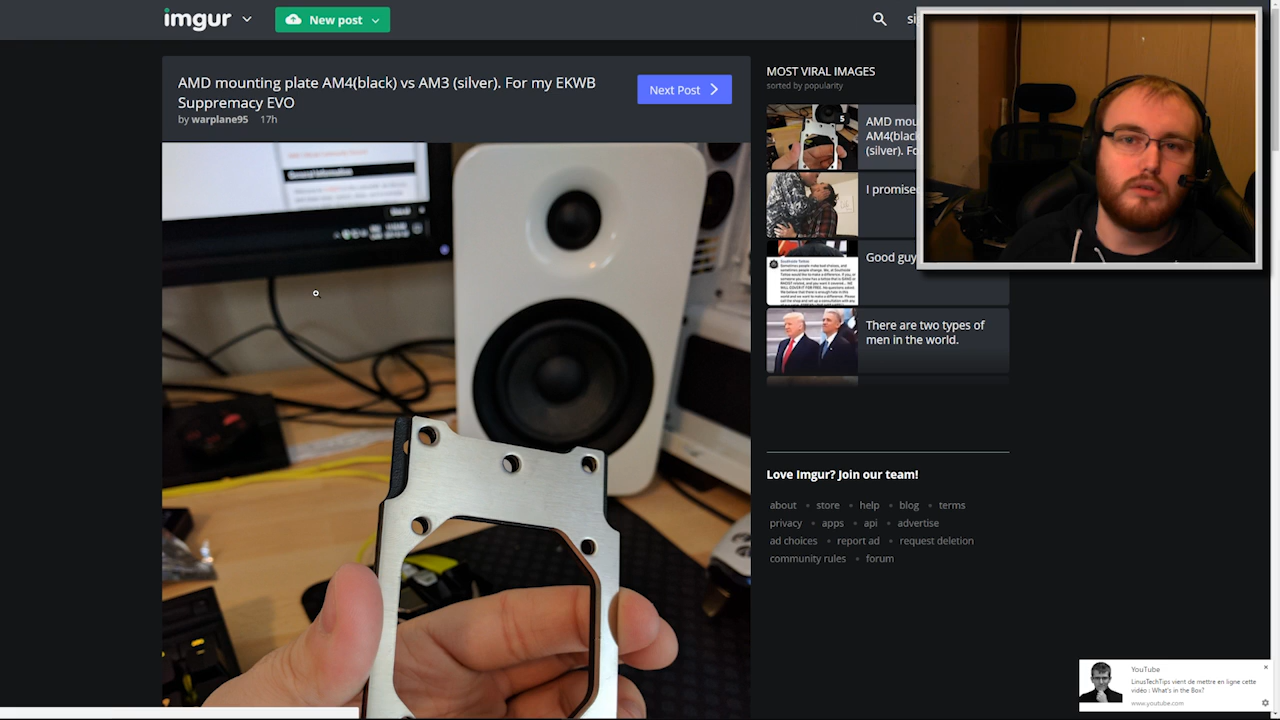 imgur
New post
si
AMD mounting plate AM4(black) vs AM3 (silver). For my EKWB
Suppremacy EVO
by warplane95 17h
Next Post
MOST VIRAL IMAGES
sorted by popularity
5
AMD mou
AM4(blac
(silver). Fo
I promise
Good guy
There are two types of
men in the world.
Love Imgur? Join our team!
about • store • help • blog • terms
privacy • apps • api • advertise
ad choices • report ad • request deletion
community rules • forum
General Information
YouTube
LinusTechTips vient de mettre en ligne cette
vidéo : What's in the Box?
www.youtube.com